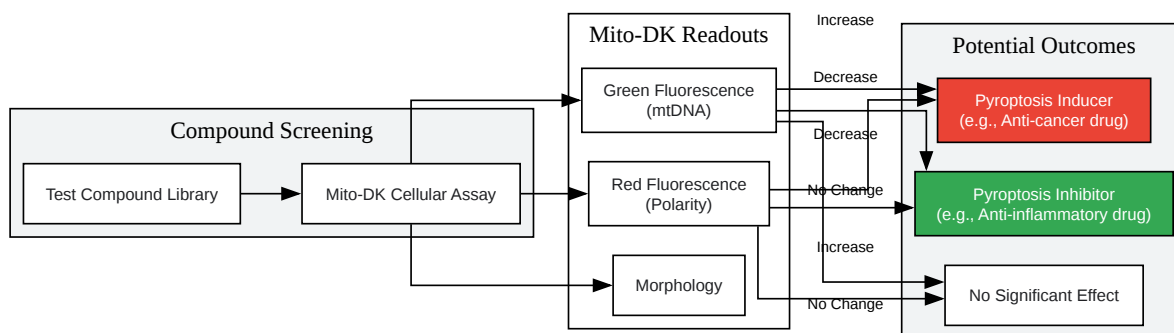 Compound Screening
Test Compound Library
Mito-DK Cellular Assay
Mito-DK Readouts
Green Fluorescence
(mtDNA)
Red Fluorescence
(Polarity)
Morphology
Increase
Decrease
Decrease
No Change
Increase
No Change
Potential Outcomes
Pyroptosis Inducer
(e.g., Anti-cancer drug)
Pyroptosis Inhibitor
(e.g., Anti-inflammatory drug)
No Significant Effect